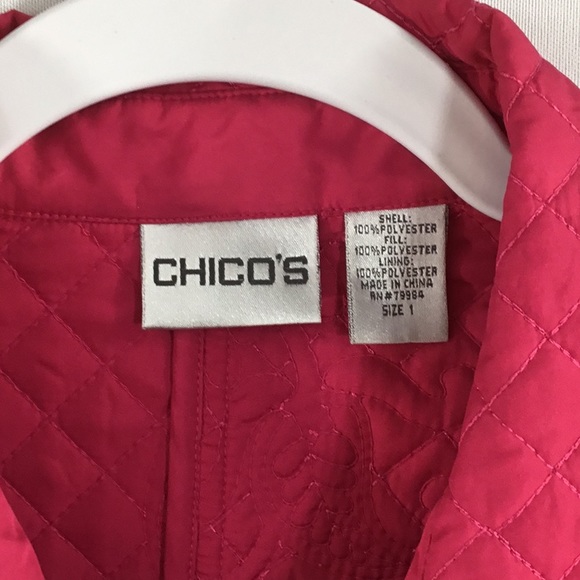 CHICO'S
SHELL:
100%POLYESTER
FILL:
100%POLYESTER
LINING:
100%POLYESTER
MADE IN CHINA
RN#79984
SIZE 1